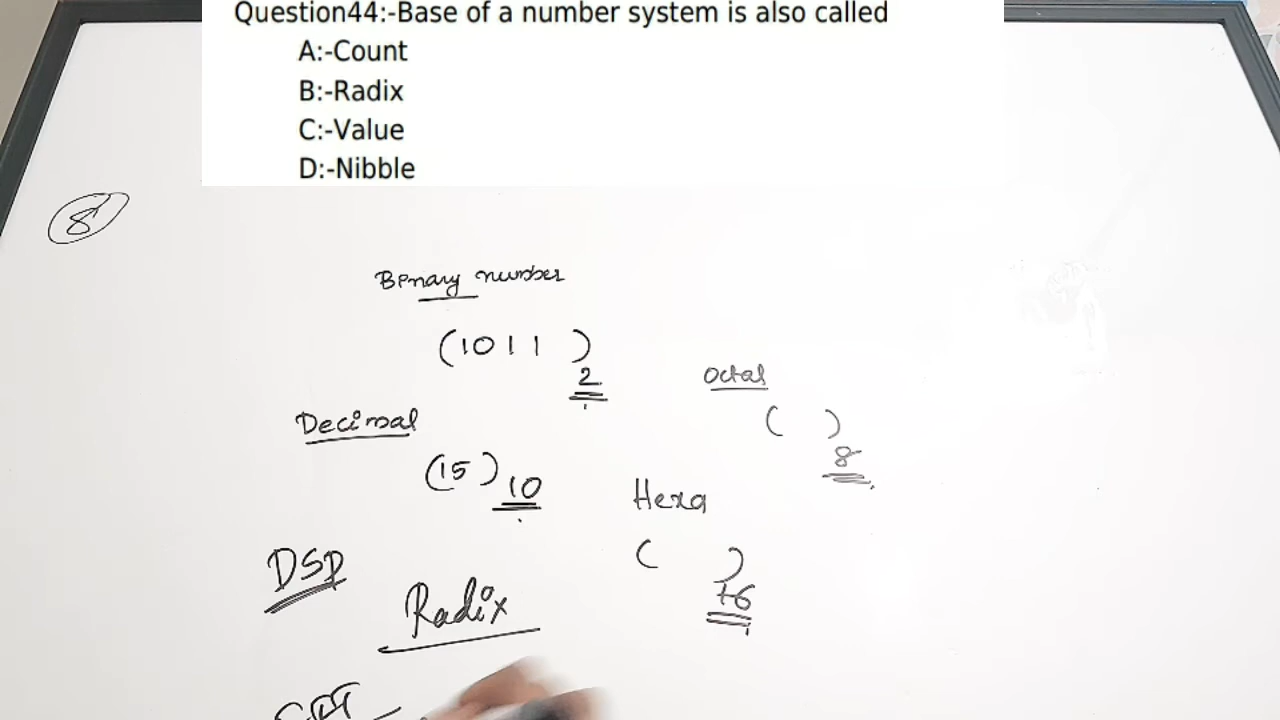 Question44:-Base of a number system is also called
A:-Count
B:-Radix
C:-Value
D:-Nibble
8
Binary number
(1011)2
Octal
( )8
Decimal
(15)10
Hexa
( )16
DSP
Radix